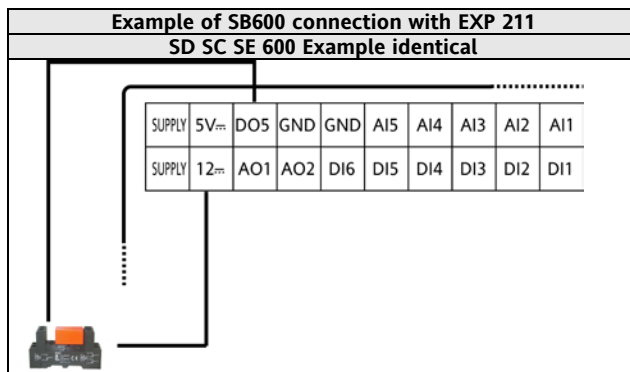 Example of SB600 connection with EXP 211
SD SC SE 600 Example identical
SUPPLY 5V⎓ DO5 GND GND AI5 AI4 AI3 AI2 AI1
SUPPLY 12⎓ AO1 AO2 DI6 DI5 DI4 DI3 DI2 DI1